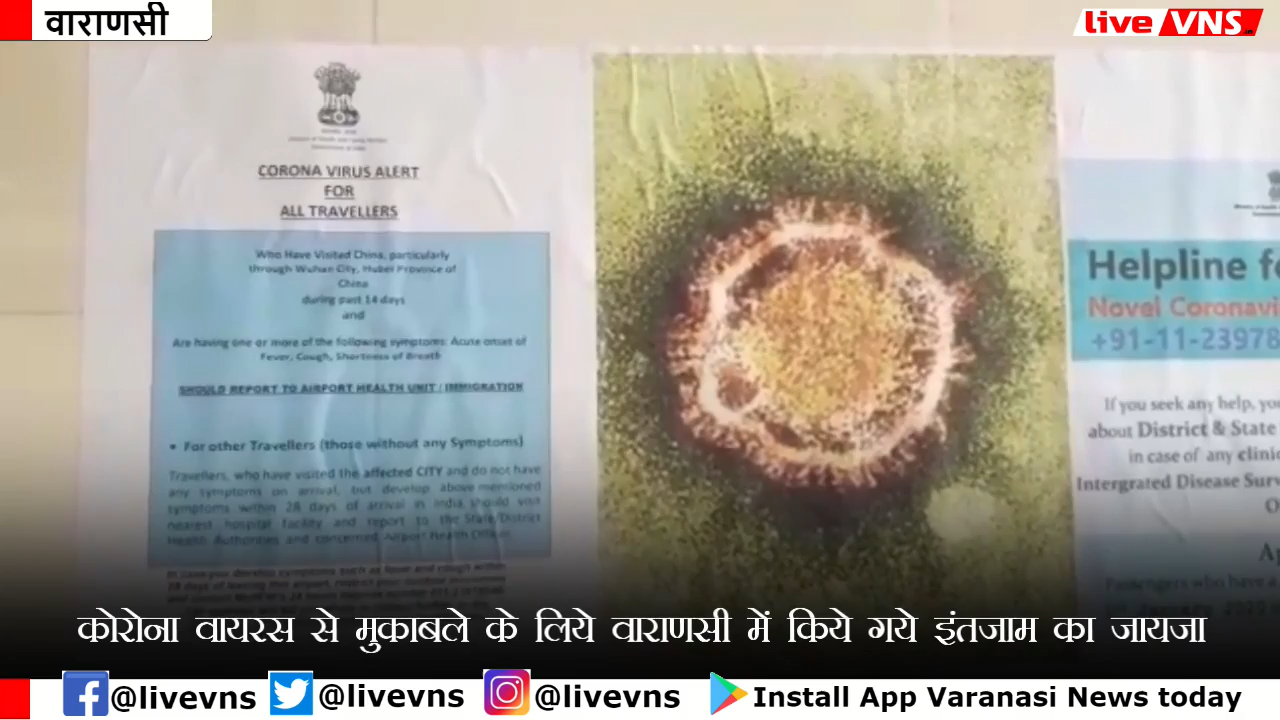 वाराणसी
live VNS
CORONA VIRUS ALERT
FOR
ALL TRAVELLERS
Who Have Visited China, particularly
through Wuhan City, Hubei Province of
China
during past 14 days
and
Are having one or more of the following symptoms: Acute onset of
Fever, Cough, Shortness of Breath
SHOULD REPORT TO AIRPORT HEALTH UNIT / IMMIGRATION
• For other Travellers (those without any Symptoms)
Travellers, who have visited the affected CITY and do not have
any symptoms on arrival, but develop above mentioned
symptoms within 28 days of arrival in India should visit
nearest hospital facility and report to the State/District
Health Authorities and concerned Airport Health Officer
Helpline fo
Novel Coronavi
+91-11-23978
If you seek any help, you
about District & State
in case of any clinic
Intergrated Disease Surv
O
Ap
Passengers who have a
January 2020
कोरोना वायरस से मुकाबले के लिये वाराणसी में किये गये इंतजाम का जायजा
@livevns @livevns @livevns Install App Varanasi News today